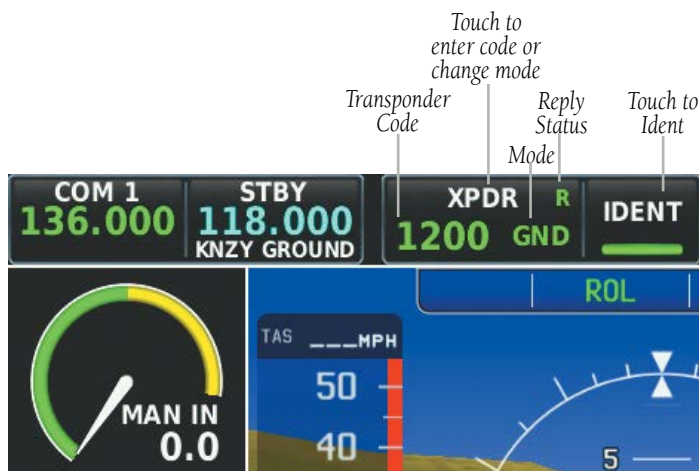 Touch to
enter code or
change mode
Transponder
Code
Reply
Status
Touch to
Ident
Mode
COM 1
136.000
STBY
118.000
KNZY GROUND
XPDR
R
1200
GND
IDENT
ROL
TAS ___MPH
50
40
MAN IN
0.0
5